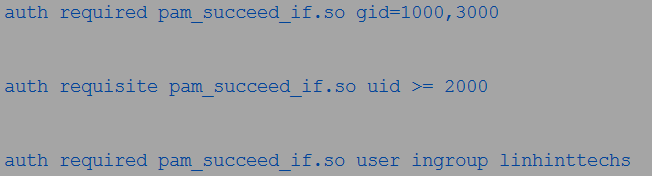 auth required pam_succeed_if.so gid=1000,3000
auth requisite pam_succeed_if.so uid >= 2000
auth required pam_succeed_if.so user ingroup linhinttechs